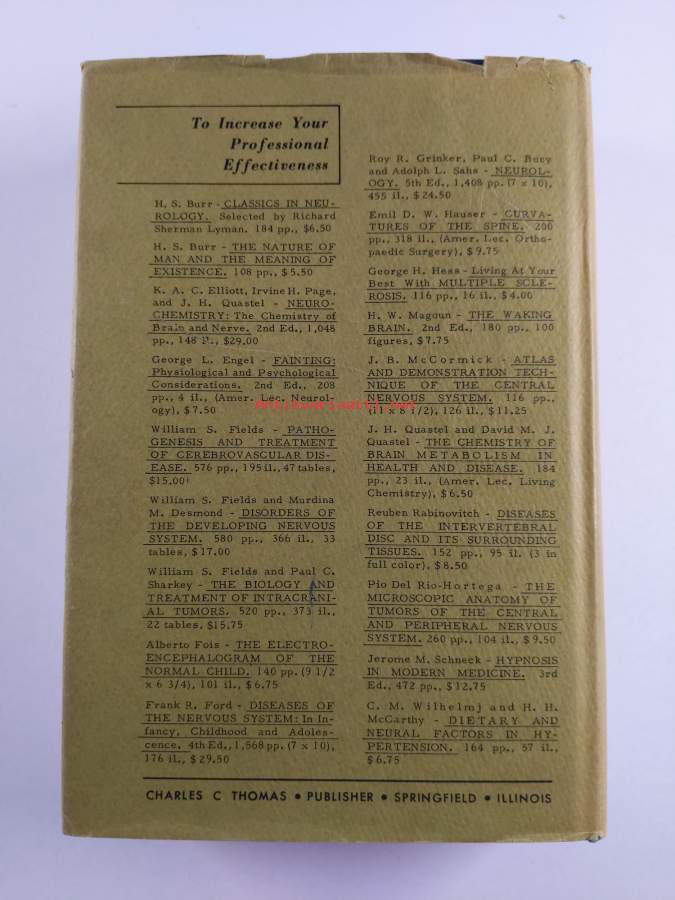 To Increase Your
Professional
Effectiveness
H. S. Burr - CLASSICS IN NEU-
ROLOGY. Selected by Richard
Sherman Lyman. 184 pp., $6.50
H. S. Burr - THE NATURE OF
MAN AND THE MEANING OF
EXISTENCE. 108 pp., $5.50
K. A. C. Elliott, Irvine H. Page,
and J. H. Quastel - NEURO-
CHEMISTRY: The Chemistry of
Brain and Nerve. 2nd Ed., 1,048
pp., 148 il., $29.00
George L. Engel - FAINTING:
Physiological and Psychological
Considerations. 2nd Ed., 208
pp., 4 il., (Amer. Lec. Neurol-
ogy), $7.50
William S. Fields - PATHO-
GENESIS AND TREATMENT
OF CEREBROVASCULAR DIS-
EASE. 576 pp., 195 il., 47 tables,
$15.00
William S. Fields and Murdina
M. Desmond - DISORDERS OF
THE DEVELOPING NERVOUS
SYSTEM. 580 pp., 366 il., 33
tables, $17.00
William S. Fields and Paul C.
Sharkey - THE BIOLOGY AND
TREATMENT OF INTRACRANI-
AL TUMORS. 520 pp., 373 il.,
22 tables, $15.75
Alberto Fois - THE ELECTRO-
ENCEPHALOGRAM OF THE
NORMAL CHILD. 140 pp. (9 1/2
x 6 3/4), 101 il., $6.75
Frank R. Ford - DISEASES OF
THE NERVOUS SYSTEM: In In-
fancy, Childhood and Adoles-
cence. 4th Ed., 1,568 pp. (7 x 10),
176 il., $29.50
Roy R. Grinker, Paul C. Bucy
and Adolph L. Sahs - NEUROL-
OGY. 5th Ed., 1,408 pp. (7 x 10),
455 il., $24.50
Emil D. W. Hauser - CURVA-
TURES OF THE SPINE. 200
pp., 318 il., (Amer. Lec. Ortho-
paedic Surgery), $9.75
George H. Hess - Living At Your
Best With MULTIPLE SCLE-
ROSIS. 116 pp., 16 il., $4.00
H. W. Magoun - THE WAKING
BRAIN. 2nd Ed., 180 pp., 100
figures, $7.75
J. B. McCormick - ATLAS
AND DEMONSTRATION TECH-
NIQUE OF THE CENTRAL
NERVOUS SYSTEM. 116 pp.,
(11 x 8 1/2), 126 il., $11.25
J. H. Quastel and David M. J.
Quastel - THE CHEMISTRY OF
BRAIN METABOLISM IN
HEALTH AND DISEASE. 184
pp., 23 il., (Amer. Lec. Living
Chemistry), $6.50
Reuben Rabinovitch - DISEASES
OF THE INTERVERTEBRAL
DISC AND ITS SURROUNDING
TISSUES. 152 pp., 95 il. (3 in
full color), $8.50
Pio Del Rio-Hortega - THE
MICROSCOPIC ANATOMY OF
TUMORS OF THE CENTRAL
AND PERIPHERAL NERVOUS
SYSTEM. 260 pp., 104 il., $9.50
Jerome M. Schneck - HYPNOSIS
IN MODERN MEDICINE. 3rd
Ed., 472 pp., $12.75
C. M. Wilhelmj and H. H.
McCarthy - DIETARY AND
NEURAL FACTORS IN HY-
PERTENSION. 164 pp., 57 il.,
$6.75
CHARLES C THOMAS • PUBLISHER • SPRINGFIELD • ILLINOIS